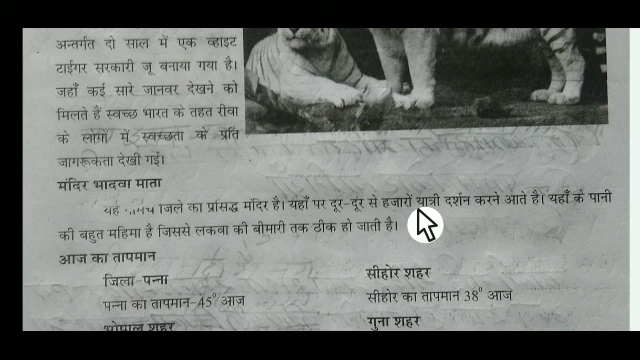 अन्तर्गत दो साल में एक व्हाइट
टाईगर सरकारी जू बनाया गया है।
जहाँ कई सारे जानवर देखने को
मिलते हैं स्वच्छ भारत के तहत रीवा
के लोगों में स्वच्छता के प्रति
जागरूकता देखी गई।
मंदिर भादवा माता
यह जिले का प्रसिद्ध मंदिर है। यहाँ पर दूर-दूर से हजारों यात्री दर्शन करने आते है। यहाँ के पानी
की बहुत महिमा है जिससे लकवा की बीमारी तक ठीक हो जाती है।
आज का तापमान
जिला-पन्ना
सीहोर शहर
पन्ना का तापमान-45° आज
सीहोर का तापमान 38° आज
भोपाल शहर
गुना शहर